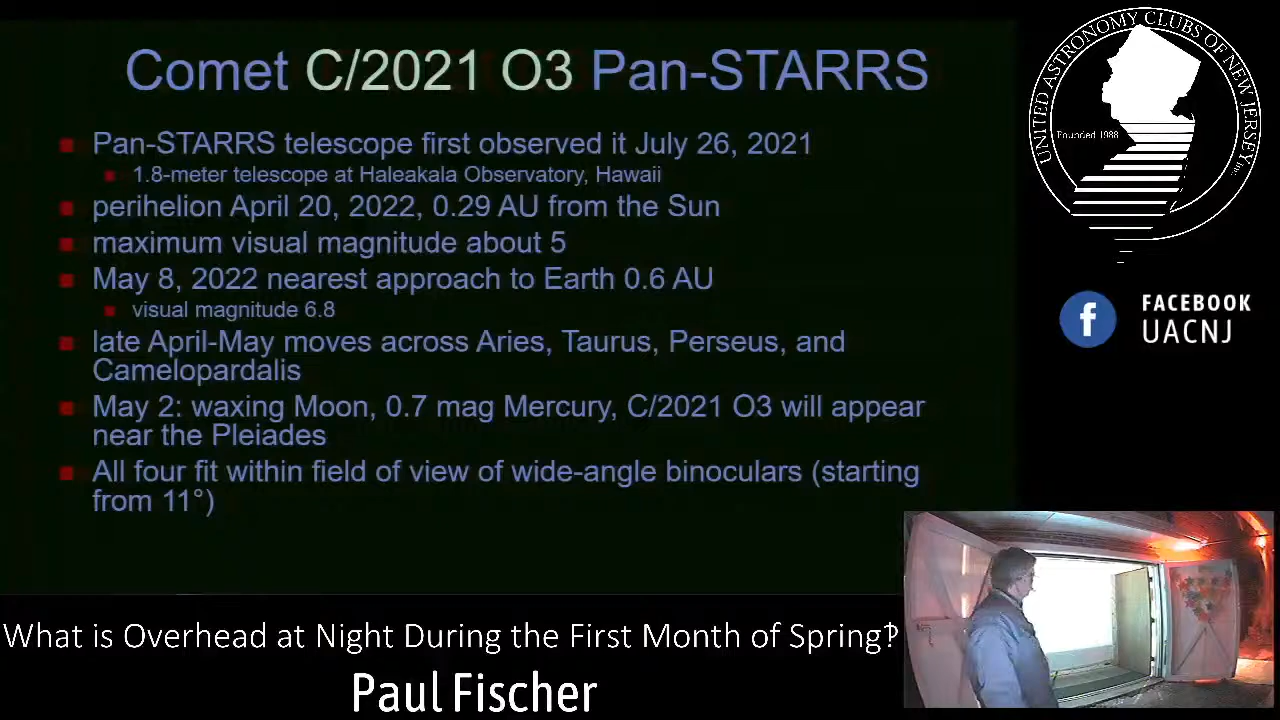 Comet C/2021 O3 Pan-STARRS
Pan-STARRS telescope first observed it July 26, 2021
1.8-meter telescope at Haleakala Observatory, Hawaii
perihelion April 20, 2022, 0.29 AU from the Sun
maximum visual magnitude about 5
May 8, 2022 nearest approach to Earth 0.6 AU
visual magnitude 6.8
late April-May moves across Aries, Taurus, Perseus, and
Camelopardalis
May 2: waxing Moon, 0.7 mag Mercury, C/2021 O3 will appear
near the Pleiades
All four fit within field of view of wide-angle binoculars (starting
from 11°)
UNITED ASTRONOMY CLUBS OF NEW JERSEY, Inc.
Founded 1988
f
FACEBOOK
UACNJ
What is Overhead at Night During the First Month of Spring?
Paul Fischer